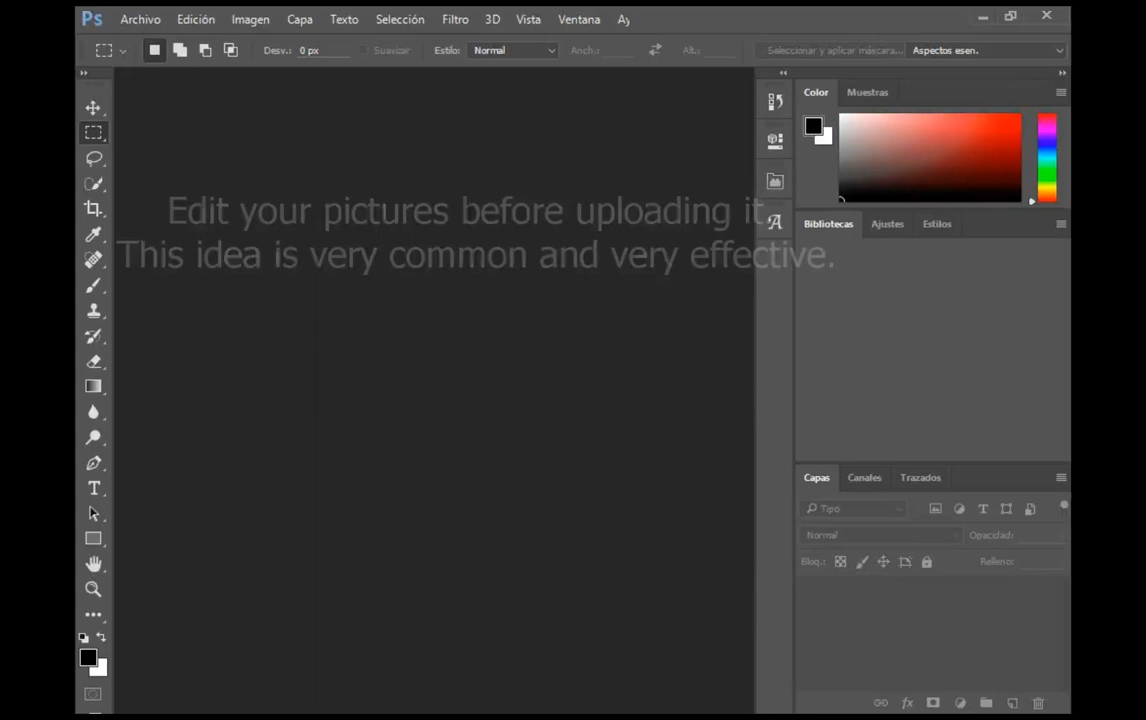 Ps Archivo Edición Imagen Capa Texto Selección Filtro 3D Vista Ventana Ay
Desv.: 0 px Suavizar Estilo: Normal Anch.: Alt.: Seleccionar y aplicar máscara... Aspectos esen.
Color Muestras
Edit your pictures before uploading it
This idea is very common and very effective.
Bibliotecas Ajustes Estilos
Capas Canales Trazados
Tipo
Normal Opacidad:
Bloq.: Relleno:
fx